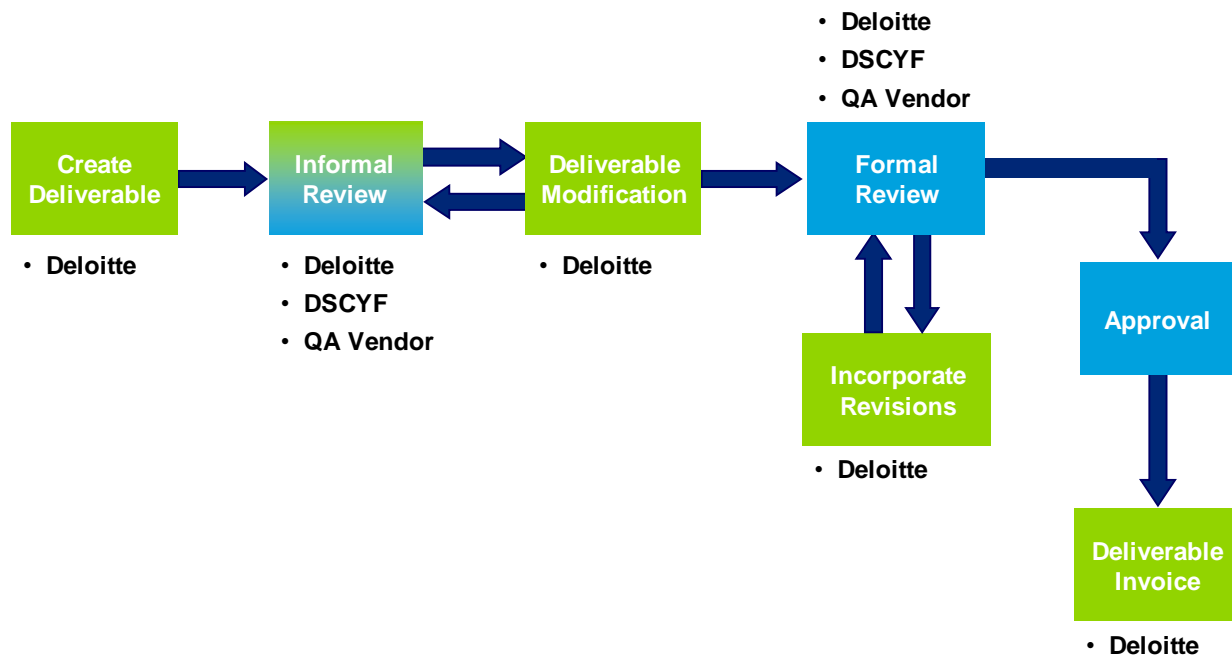 • Deloitte
• DSCYF
• QA Vendor
Create
Deliverable
Informal
Review
Deliverable
Modification
Formal
Review
• Deloitte
• Deloitte
• DSCYF
• QA Vendor
• Deloitte
Approval
Incorporate
Revisions
• Deloitte
Deliverable
Invoice
• Deloitte